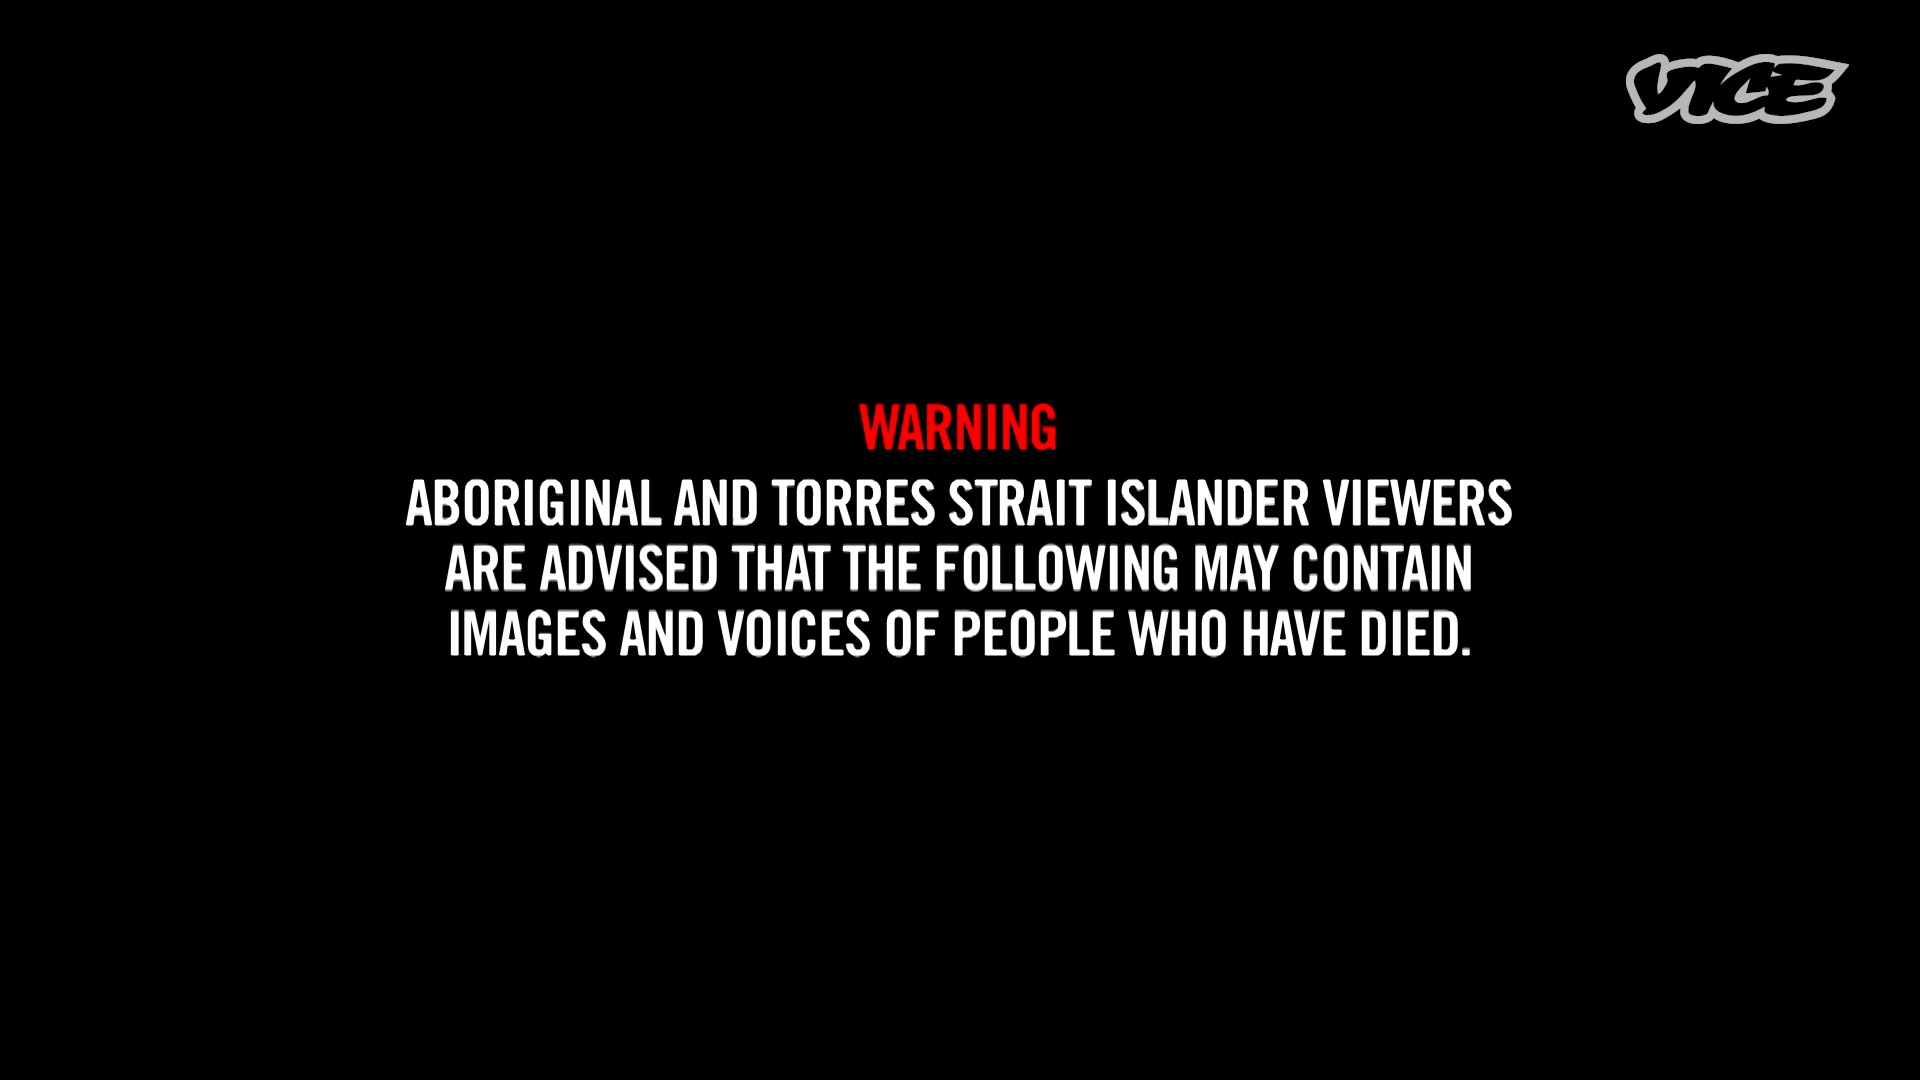 VICE
WARNING
ABORIGINAL AND TORRES STRAIT ISLANDER VIEWERS
ARE ADVISED THAT THE FOLLOWING MAY CONTAIN
IMAGES AND VOICES OF PEOPLE WHO HAVE DIED.